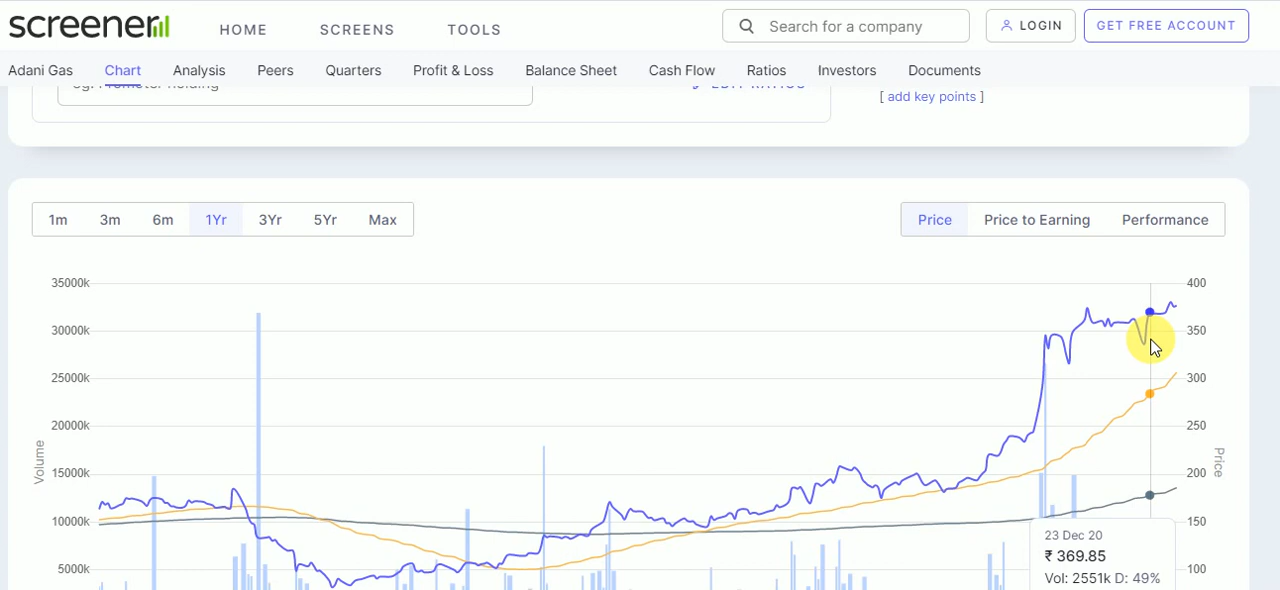 screener
HOME
SCREENS
TOOLS
Search for a company
LOGIN
GET FREE ACCOUNT
Adani Gas
Chart
Analysis
Peers
Quarters
Profit & Loss
Balance Sheet
Cash Flow
Ratios
Investors
Documents
[ add key points ]
1m
3m
6m
1Yr
3Yr
5Yr
Max
Price
Price to Earning
Performance
35000k
400
30000k
350
25000k
300
20000k
250
15000k
200
10000k
150
5000k
100
Volume
Price
23 Dec 20
₹ 369.85
Vol: 2551k D: 49%